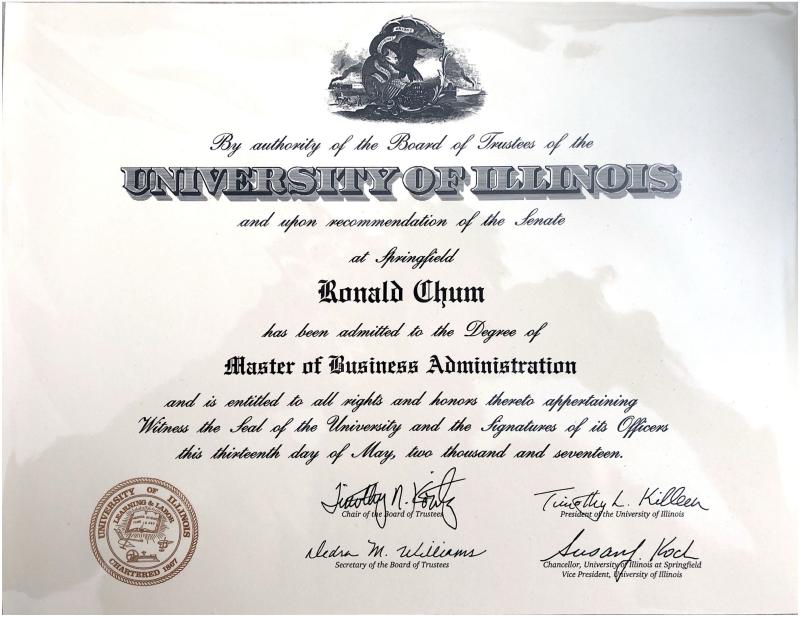 By authority of the Board of Trustees of the
UNIVERSITY OF ILLINOIS
and upon recommendation of the Senate
at Springfield
Ronald Chum
has been admitted to the Degree of
Master of Business Administration
and is entitled to all rights and honors thereto appertaining
Witness the Seal of the University and the Signatures of its Officers
this thirteenth day of May, two thousand and seventeen.
UNIVERSITY OF ILLINOIS
LEARNING & LABOR
CHARTERED 1867
Timothy N. Koritz
Chair of the Board of Trustees
Timothy L. Killeen
President of the University of Illinois
Dedra M. Williams
Secretary of the Board of Trustees
Susan J. Koch
Chancellor, University of Illinois at Springfield
Vice President, University of Illinois